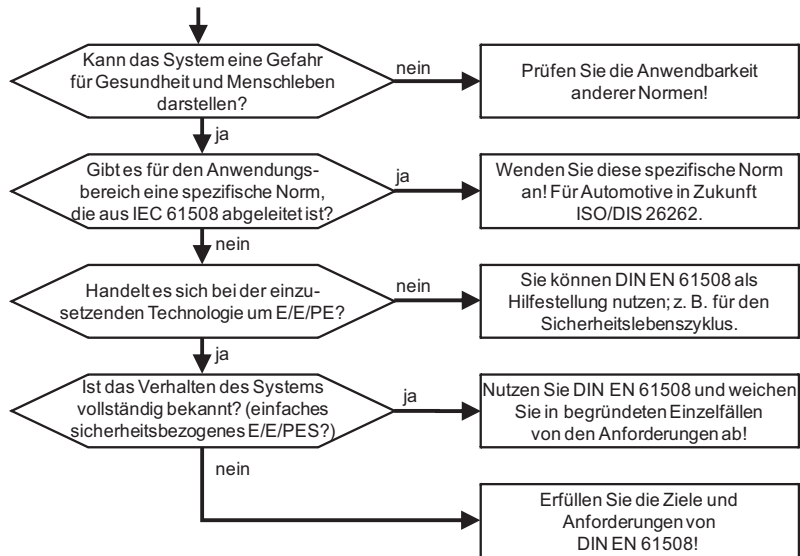 Kann das System eine Gefahr
für Gesundheit und Menschleben
darstellen?
nein
Prüfen Sie die Anwendbarkeit
anderer Normen!
ja
Gibt es für den Anwendungs-
bereich eine spezifische Norm,
die aus IEC 61508 abgeleitet ist?
ja
Wenden Sie diese spezifische Norm
an! Für Automotive in Zukunft
ISO/DIS 26262.
nein
Handelt es sich bei der einzu-
setzenden Technologie um E/E/PE?
nein
Sie können DIN EN 61508 als
Hilfestellung nutzen; z. B. für den
Sicherheitslebenszyklus.
ja
Ist das Verhalten des Systems
vollständig bekannt? (einfaches
sicherheitsbezogenes E/E/PES?)
ja
Nutzen Sie DIN EN 61508 und weichen
Sie in begründeten Einzelfällen
von den Anforderungen ab!
nein
Erfüllen Sie die Ziele und
Anforderungen von
DIN EN 61508!